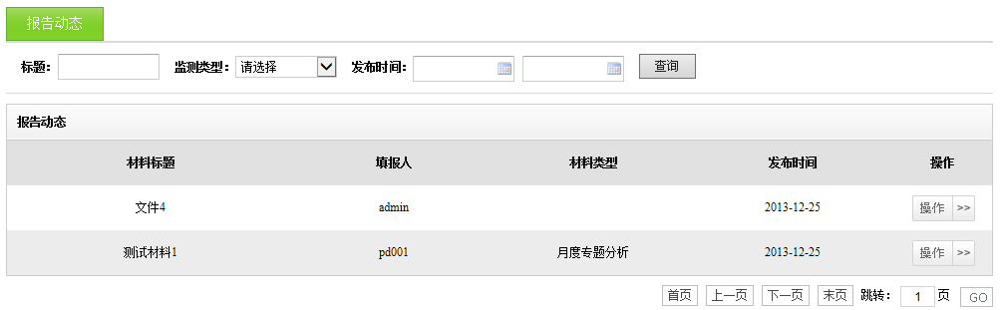 报告动态
标题： 监测类型： 请选择 发布时间： 查询
报告动态
材料标题 填报人 材料类型 发布时间 操作
文件4 admin 2013-12-25 操作 >>
测试材料1 pd001 月度专题分析 2013-12-25 操作 >>
首页 上一页 下一页 末页 跳转： 1 页 GO